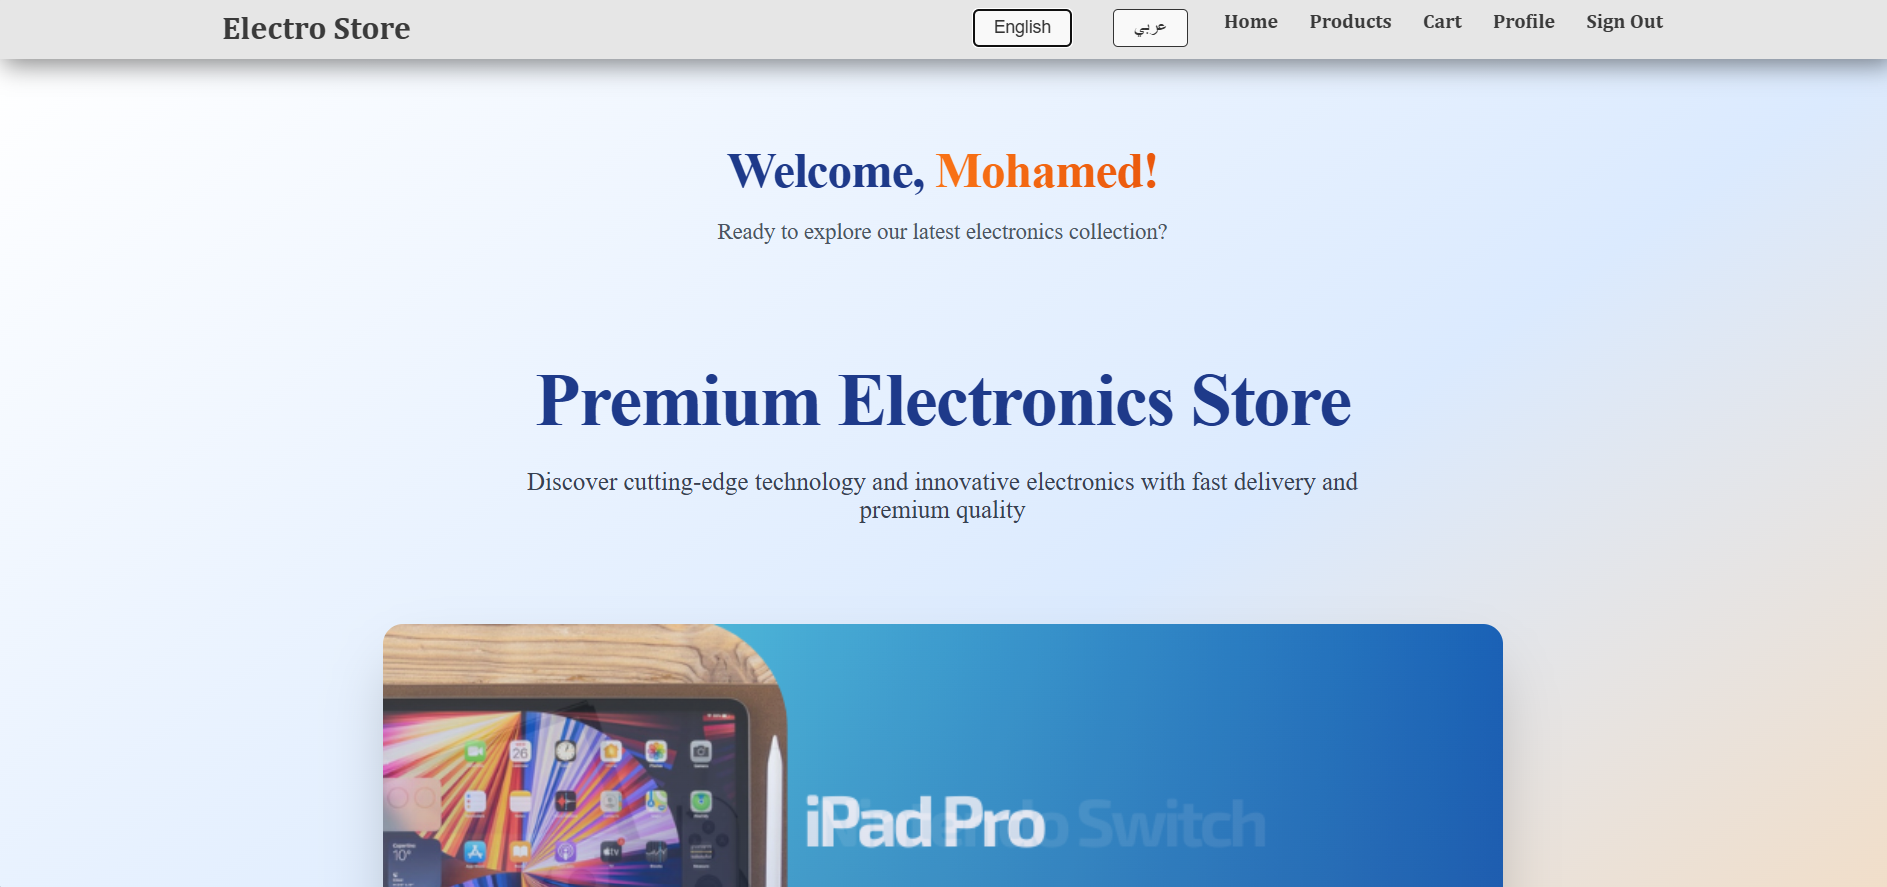 Electro Store
English
عربي
Home
Products
Cart
Profile
Sign Out
Welcome, Mohamed!
Ready to explore our latest electronics collection?
Premium Electronics Store
Discover cutting-edge technology and innovative electronics with fast delivery and
premium quality
26
Cupertino
10°
iPad Pro
Switch